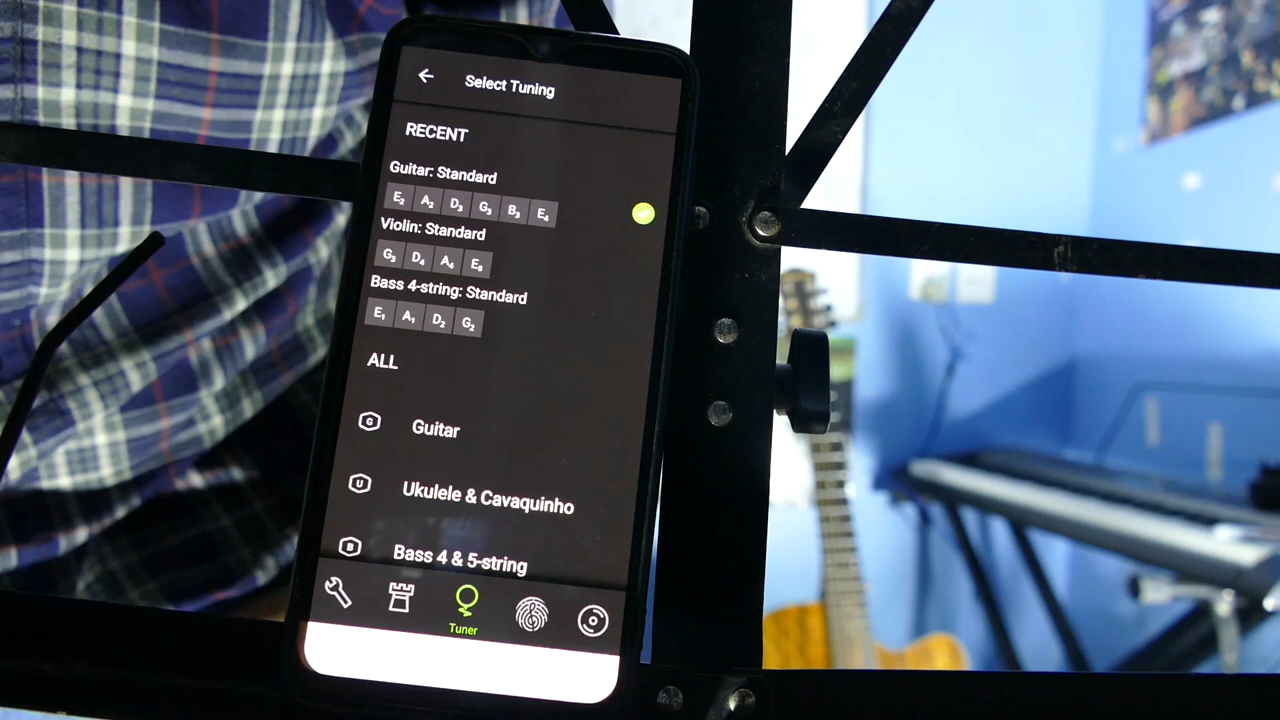 Select Tuning
RECENT
Guitar: Standard
E2 A2 D3 G3 B3 E4
Violin: Standard
G3 D4 A4 E5
Bass 4-string: Standard
E1 A1 D2 G2
ALL
G Guitar
U Ukulele & Cavaquinho
B Bass 4 & 5-string
Tuner